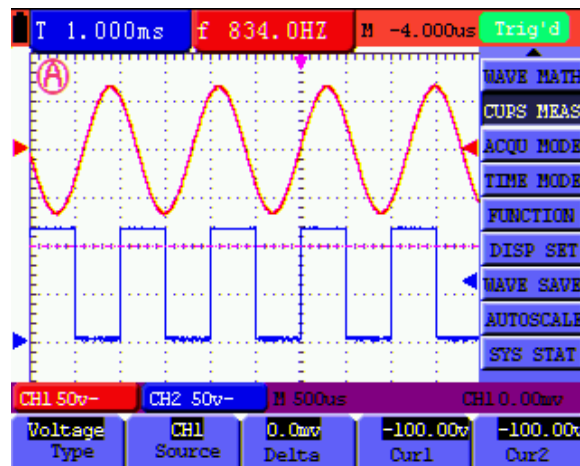 T 1.000ms f 834.0HZ M -4.000us Trig'd
A
WAVE MATH
CURS MEAS
ACQU MODE
TIME MODE
FUNCTION
DISP SET
WAVE SAVE
AUTOSCALE
SYS STAT
CH1 50v- CH2 50v- M 500us CH1 0.00mv
Voltage CH1 0.0mv -100.00v -100.00v
Type Source Delta Cur1 Cur2